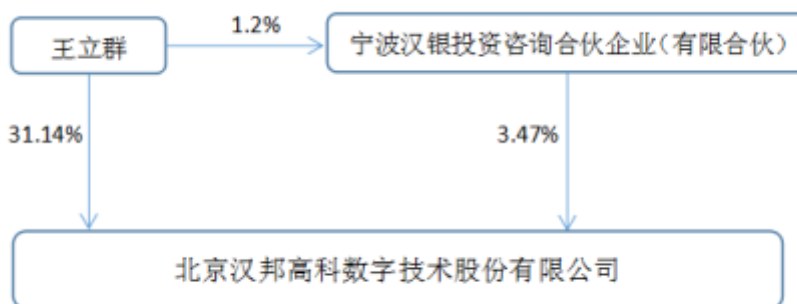 1.2%
王立群
宁波汉银投资咨询合伙企业（有限合伙）
31.14%
3.47%
北京汉邦高科数字技术股份有限公司